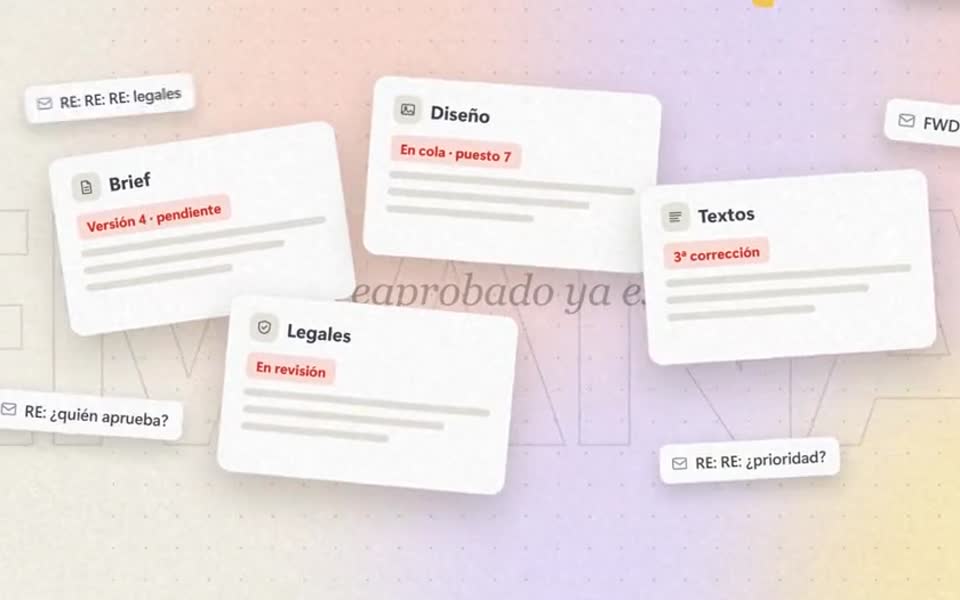 RE: RE: RE: legales
Diseño
En cola · puesto 7
FWD
Brief
Versión 4 · pendiente
Textos
3ª corrección
eaprobado ya e
Legales
En revisión
RE: ¿quién aprueba?
RE: RE: ¿prioridad?